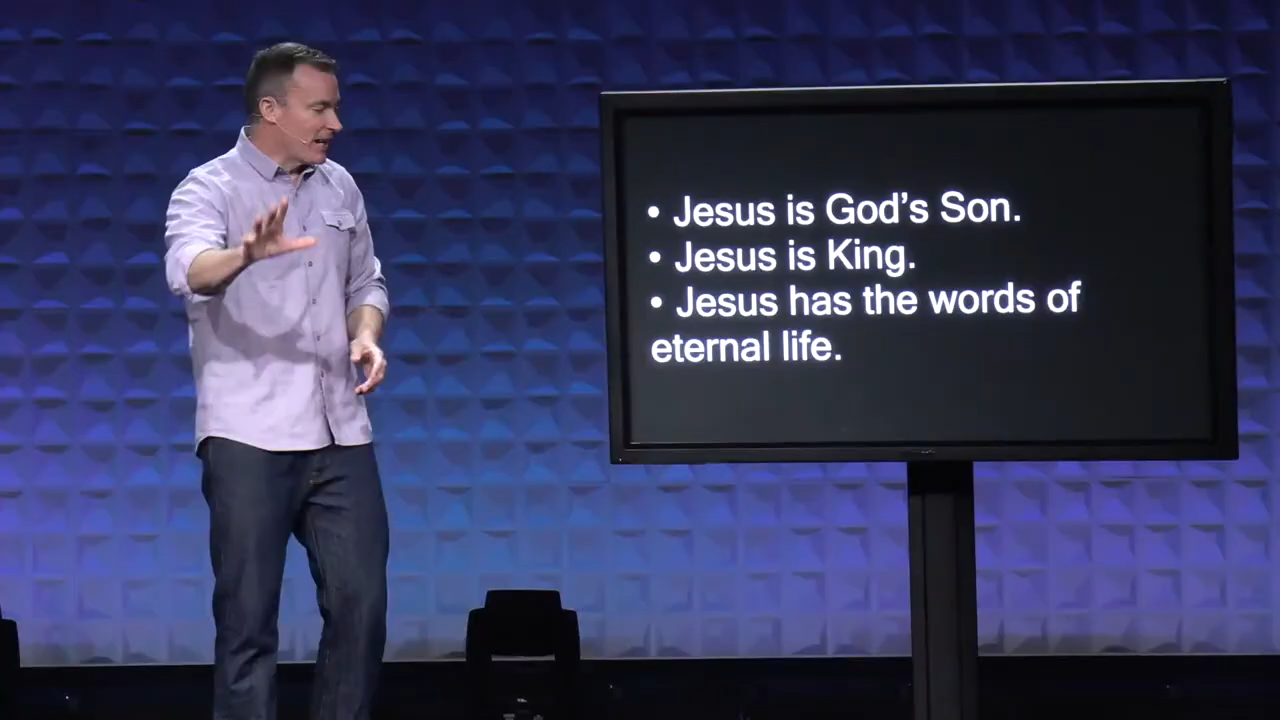 • Jesus is God’s Son.
• Jesus is King.
• Jesus has the words of
eternal life.